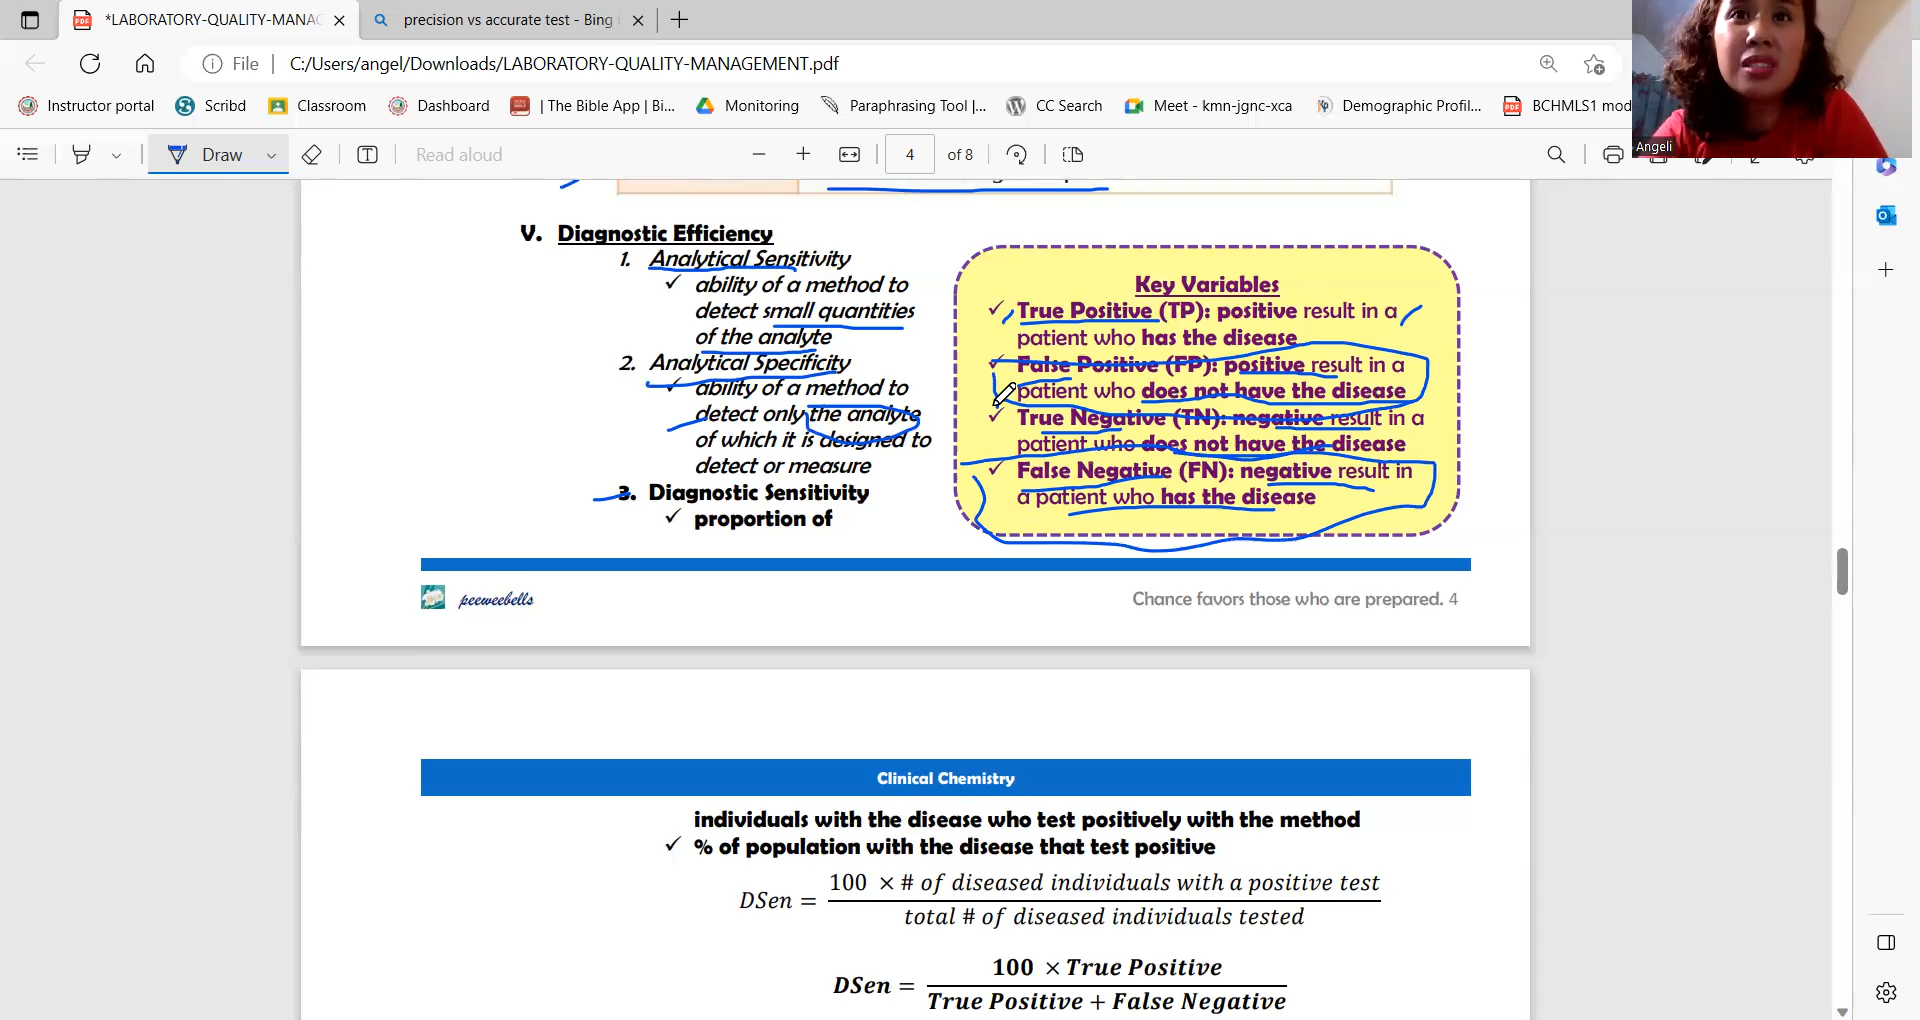 *LABORATORY-QUALITY-MANA
precision vs accurate test - Bing i
File
C:/Users/angel/Downloads/LABORATORY-QUALITY-MANAGEMENT.pdf
Instructor portal
Scribd
Classroom
Dashboard
| The Bible App | Bi...
Monitoring
Paraphrasing Tool |...
CC Search
Meet - kmn-jgnc-xca
Demographic Profil...
BCHMLS1 mod
Angeli
Draw
Read aloud
4
of 8
V. Diagnostic Efficiency
1. Analytical Sensitivity
✓ ability of a method to
detect small quantities
of the analyte
2. Analytical Specificity
✓ ability of a method to
detect only the analyte
of which it is designed to
detect or measure
3. Diagnostic Sensitivity
✓ proportion of
Key Variables
✓ True Positive (TP): positive result in a
patient who has the disease
✓ False Positive (FP): positive result in a
patient who does not have the disease
✓ True Negative (TN): negative result in a
patient who does not have the disease
✓ False Negative (FN): negative result in
a patient who has the disease
peeweebells
Chance favors those who are prepared. 4
Clinical Chemistry
individuals with the disease who test positively with the method
✓ % of population with the disease that test positive
DSen = 100 × # of diseased individuals with a positive test
total # of diseased individuals tested
DSen = 100 × True Positive
True Positive + False Negative